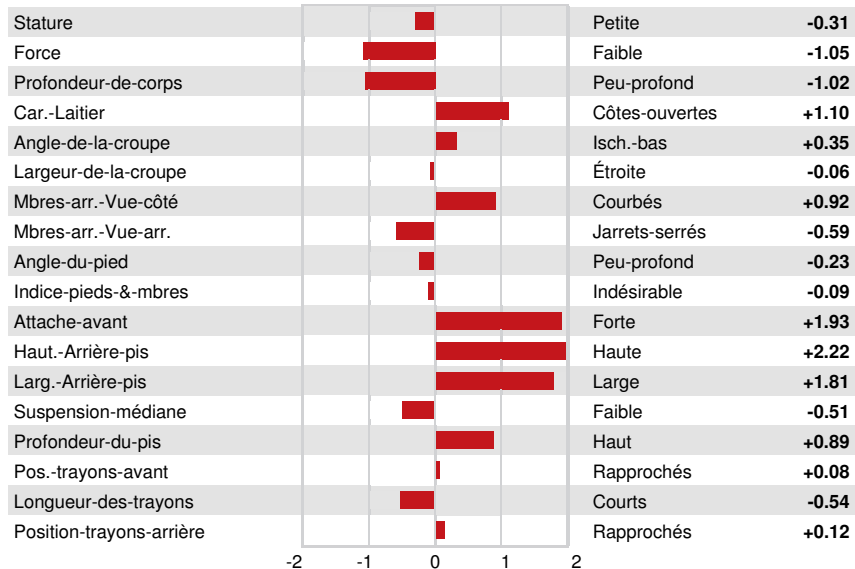 Stature Petite -0.31
Force Faible -1.05
Profondeur-de-corps Peu-profond -1.02
Car.-Laitier Côtes-ouvertes +1.10
Angle-de-la-croupe Isch.-bas +0.35
Largeur-de-la-croupe Étroite -0.06
Mbres-arr.-Vue-côté Courbés +0.92
Mbres-arr.-Vue-arr. Jarrets-serrés -0.59
Angle-du-pied Peu-profond -0.23
Indice-pieds-&-mbres Indésirable -0.09
Attache-avant Forte +1.93
Haut.-Arrière-pis Haute +2.22
Larg.-Arrière-pis Large +1.81
Suspension-médiane Faible -0.51
Profondeur-du-pis Haut +0.89
Pos.-trayons-avant Rapprochés +0.08
Longueur-des-trayons Courts -0.54
Position-trayons-arrière Rapprochés +0.12
-2 -1 0 1 2